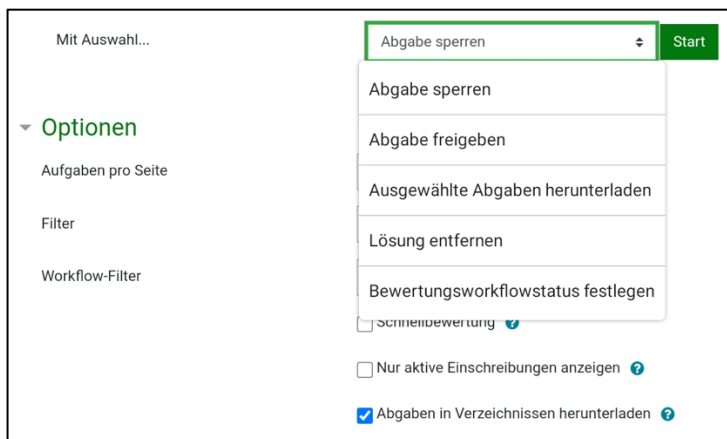 Mit Auswahl...
Abgabe sperren
Start
Abgabe sperren
Abgabe freigeben
Ausgewählte Abgaben herunterladen
Lösung entfernen
Bewertungsworkflowstatus festlegen
Optionen
Aufgaben pro Seite
Filter
Workflow-Filter
Schnellbewertung
Nur aktive Einschreibungen anzeigen
Abgaben in Verzeichnissen herunterladen